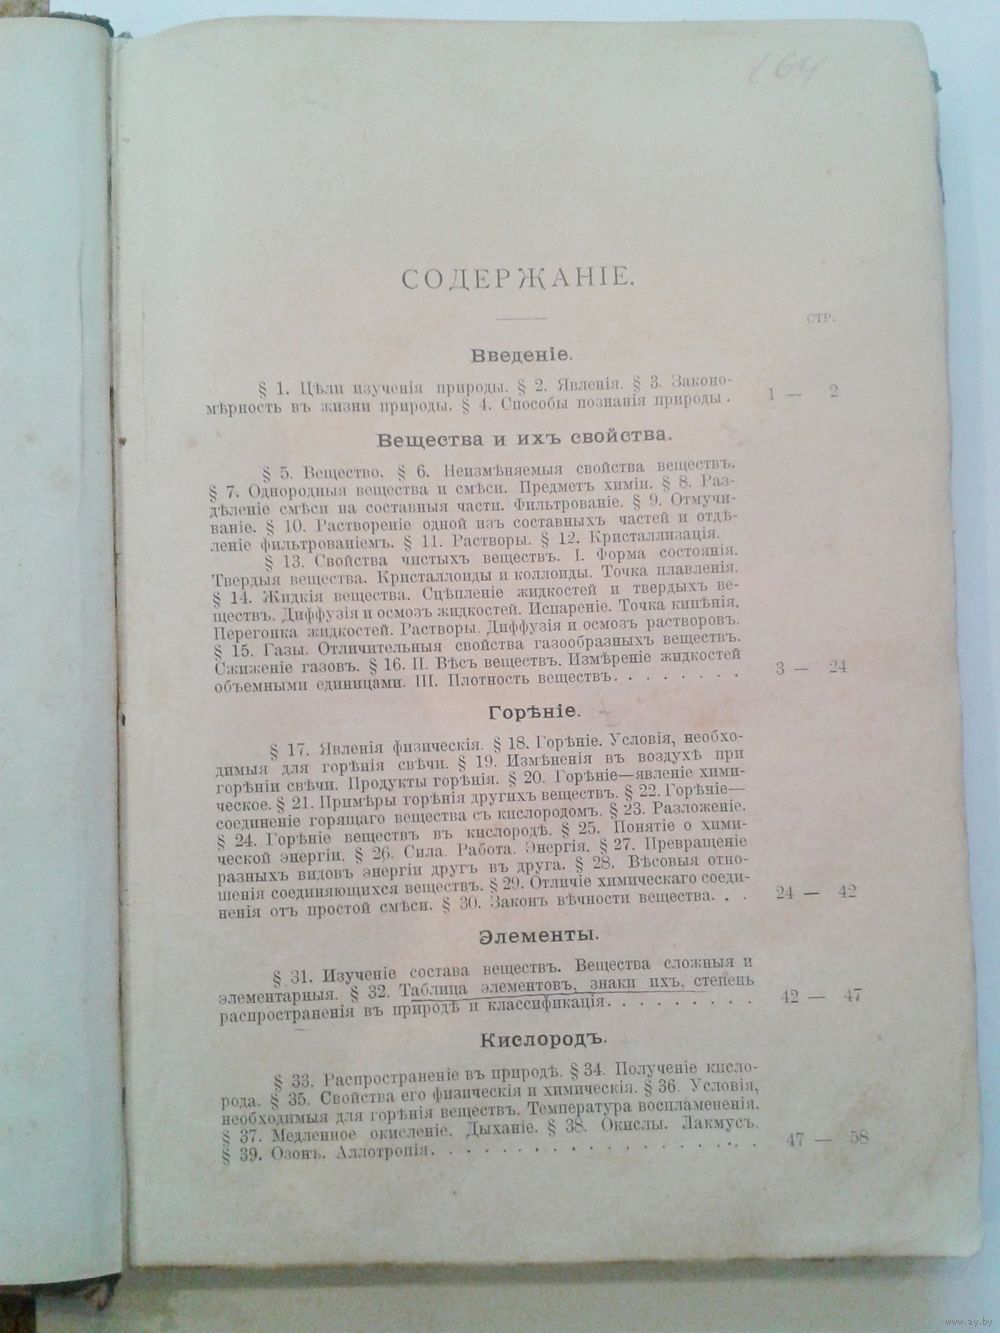 164
СОДЕРЖАНІЕ.
СТР.
Введеніе.
§ 1. Цѣли изученія природы. § 2. Явленія. § 3. Законо-
мѣрность въ жизни природы. § 4. Способы познанія природы . 1 — 2
Вещества и ихъ свойства.
§ 5. Вещество. § 6. Неизмѣняемыя свойства веществъ.
§ 7. Однородныя вещества и смѣси. Предметъ химіи. § 8. Раз-
дѣленіе смѣси на составныя части. Фильтрованіе. § 9. Отмучи-
ваніе. § 10. Раствореніе одной изъ составныхъ частей и отдѣ-
леніе фильтрованіемъ. § 11. Растворы. § 12. Кристаллизація.
§ 13. Свойства чистыхъ веществъ. I. Форма состоянія.
Твердыя вещества. Кристаллоиды и коллоиды. Точка плавленія.
§ 14. Жидкія вещества. Сцѣпленіе жидкостей и твердыхъ ве-
ществъ. Диффузія и осмозъ жидкостей. Испареніе. Точка кипѣнія.
Перегонка жидкостей. Растворы. Диффузія и осмозъ растворовъ.
§ 15. Газы. Отличительныя свойства газообразныхъ веществъ.
Сжиженіе газовъ. § 16. II. Вѣсъ веществъ. Измѣреніе жидкостей
объемными единицами. III. Плотность веществъ. . . . . . . . 3 — 24
Горѣніе.
§ 17. Явленія физическія. § 18. Горѣніе. Условія, необхо-
димыя для горѣнія свѣчи. § 19. Измѣненія въ воздухѣ при
горѣніи свѣчи. Продукты горѣнія. § 20. Горѣніе—явленіе хими-
ческое. § 21. Примѣры горѣнія другихъ веществъ. § 22. Горѣніе—
соединеніе горящаго вещества съ кислородомъ. § 23. Разложеніе.
§ 24. Горѣніе веществъ въ кислородѣ. § 25. Понятіе о хими-
ческой энергіи. § 26. Сила. Работа. Энергія. § 27. Превращеніе
разныхъ видовъ энергіи другъ въ друга. § 28. Вѣсовыя отно-
шенія соединяющихся веществъ. § 29. Отличіе химическаго соеди-
ненія отъ простой смѣси. § 30. Законъ вѣчности вещества. . . 24 — 42
Элементы.
§ 31. Изученіе состава веществъ. Вещества сложныя и
элементарныя. § 32. Таблица элементовъ, знаки ихъ, степень
распространенія въ природѣ и классификація. . . . . . . . . 42 — 47
Кислородъ.
§ 33. Распространеніе въ природѣ. § 34. Полученіе кисло-
рода. § 35. Свойства его физическія и химическія. § 36. Условія,
необходимыя для горѣнія веществъ. Температура воспламененія.
§ 37. Медленное окисленіе. Дыханіе. § 38. Окислы. Лакмусъ.
§ 39. Озонъ. Аллотропія. . . . . . . . . . . . . . . . . . . 47 — 58
www.ay.by